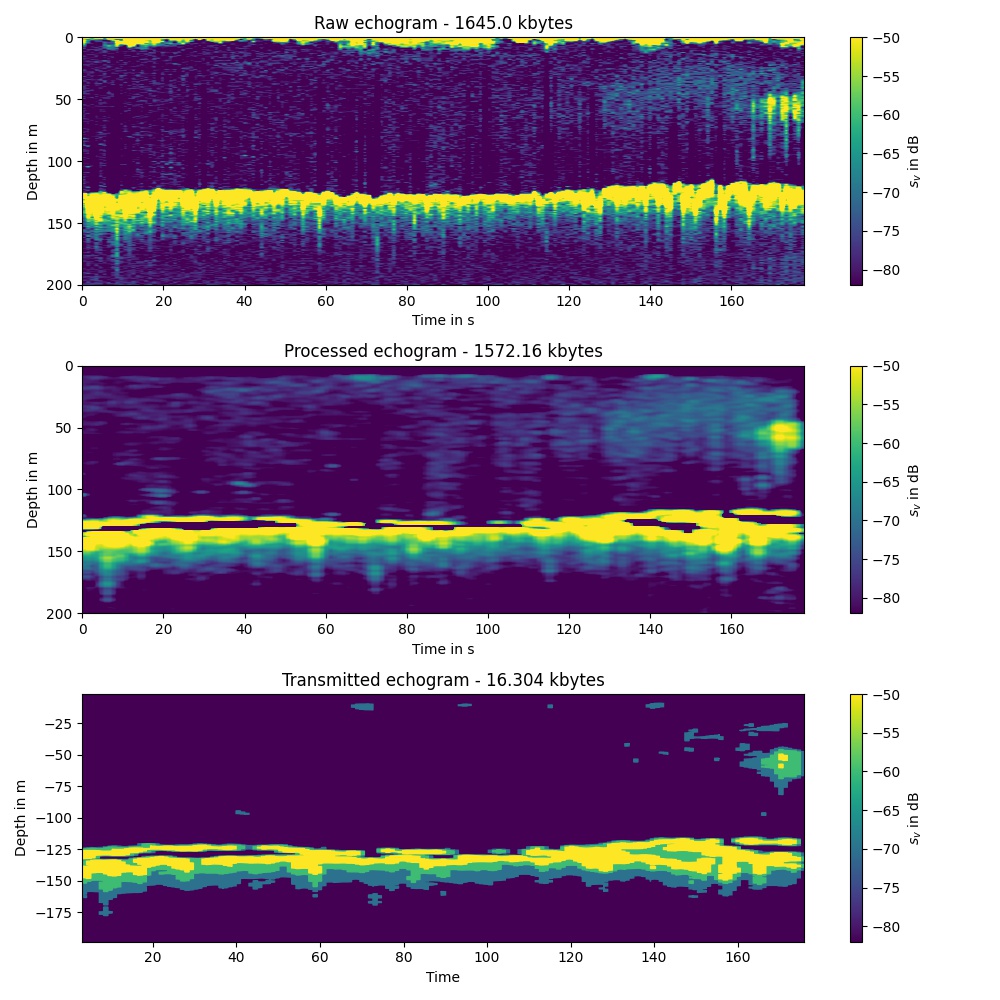 Raw echogram - 1645.0 kbytes
0
50
100
150
200
Depth in m
0 20 40 60 80 100 120 140 160
Time in s
−50
−55
−60
−65
−70
−75
−80
sv in dB
Processed echogram - 1572.16 kbytes
0
50
100
150
200
Depth in m
0 20 40 60 80 100 120 140 160
Time in s
−50
−55
−60
−65
−70
−75
−80
sv in dB
Transmitted echogram - 16.304 kbytes
−25
−50
−75
−100
−125
−150
−175
Depth in m
20 40 60 80 100 120 140 160
Time
−50
−55
−60
−65
−70
−75
−80
sv in dB